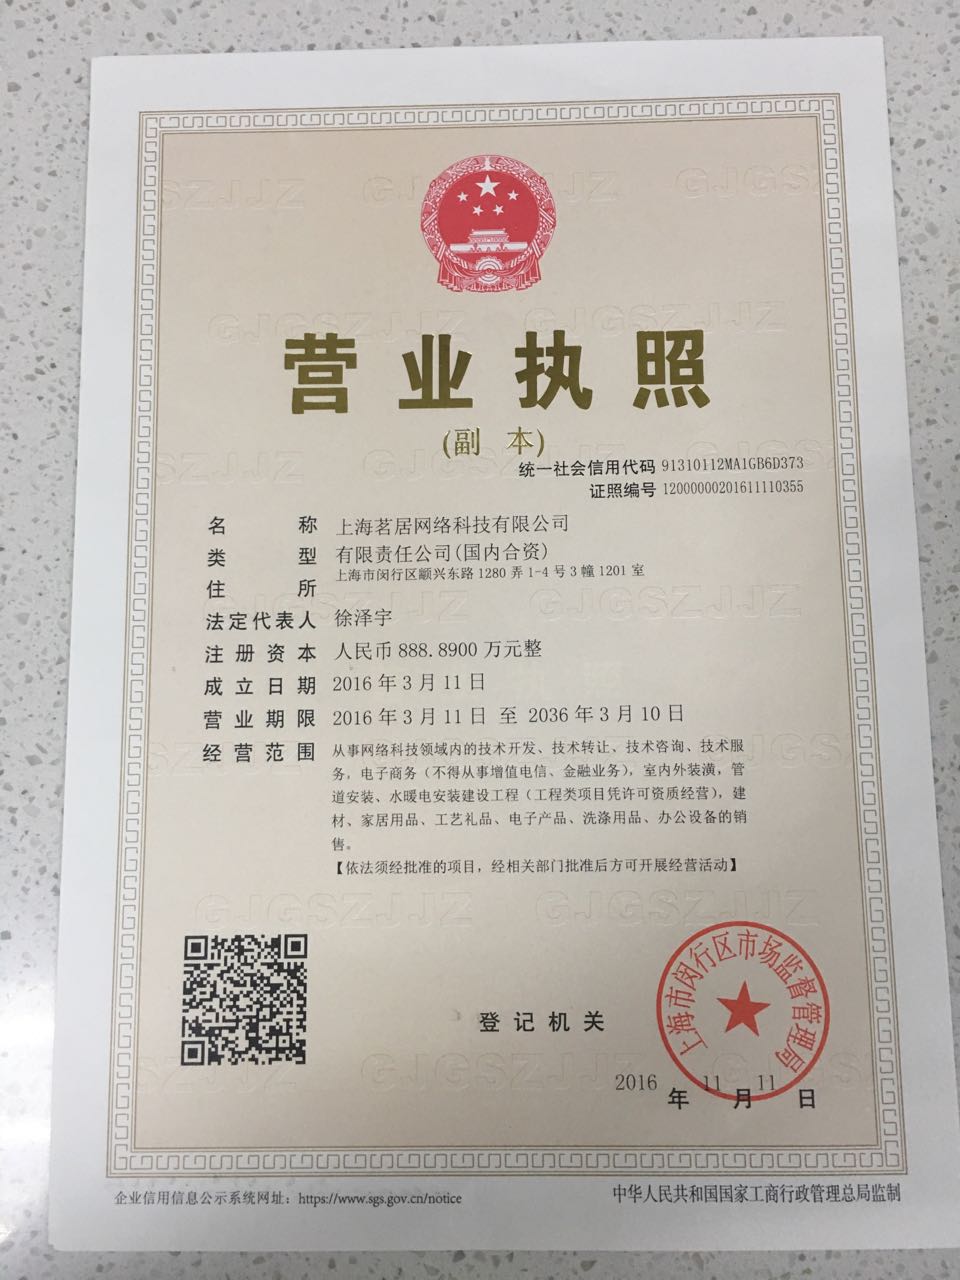 营业执照
(副 本)
统一社会信用代码 91310112MA1GB6D373
证照编号 12000000201611110355
名称 上海茗居网络科技有限公司
类型 有限责任公司(国内合资)
住所 上海市闵行区颛兴东路 1280 弄 1-4 号 3 幢 1201 室
法定代表人 徐泽宇
注册资本 人民币 888.8900 万元整
成立日期 2016 年 3 月 11 日
营业期限 2016 年 3 月 11 日 至 2036 年 3 月 10 日
经营范围 从事网络科技领域内的技术开发、技术转让、技术咨询、技术服
务，电子商务（不得从事增值电信、金融业务），室内外装潢，管
道安装、水暖电安装建设工程（工程类项目凭许可资质经营），建
材、家居用品、工艺礼品、电子产品、洗涤用品、办公设备的销
售。
【依法须经批准的项目，经相关部门批准后方可开展经营活动】
登记机关
上海市闵行区市场监督管理局
2016 年 11 月 11 日
企业信用信息公示系统网址：https://www.sgs.gov.cn/notice
中华人民共和国国家工商行政管理总局监制